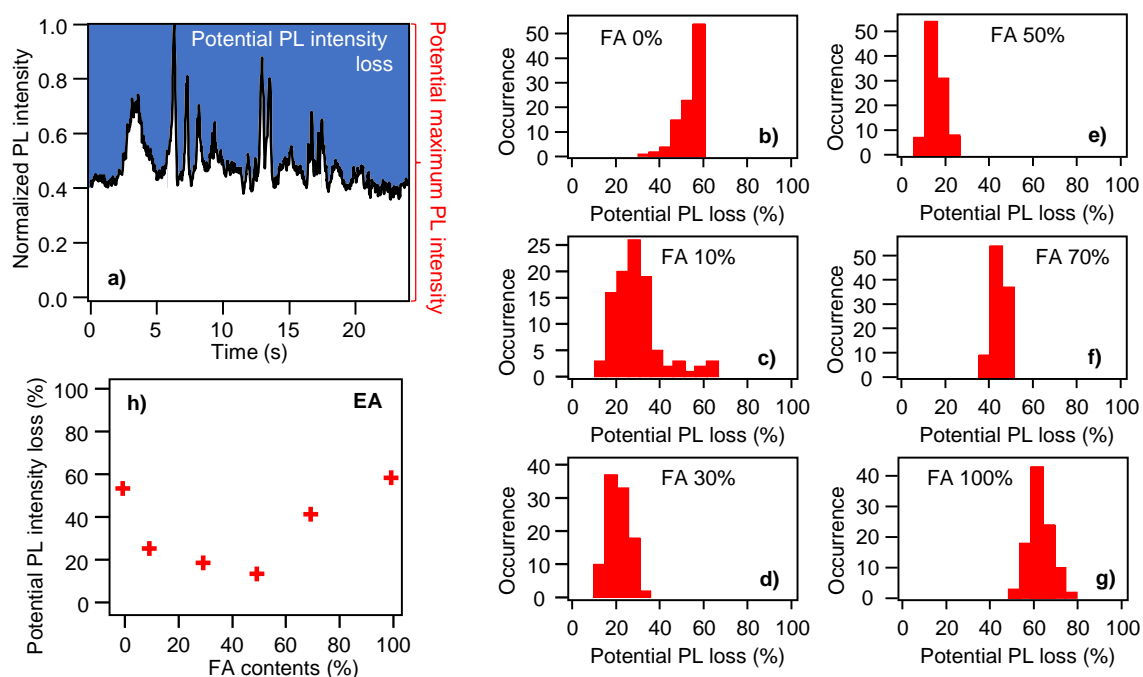 Normalized PL intensity
1.0
0.8
0.6
0.4
0.2
0.0
Potential PL intensity
loss
a)
0
5
10
15
20
Time (s)
Potential maximum PL intensity
Occurrence
50
40
30
20
10
0
FA 0%
b)
0 20 40 60 80 100
Potential PL loss (%)
Occurrence
25
20
15
10
5
0
FA 10%
c)
0 20 40 60 80 100
Potential PL loss (%)
Occurrence
40
30
20
10
0
FA 30%
d)
0 20 40 60 80 100
Potential PL loss (%)
Occurrence
50
40
30
20
10
0
FA 50%
e)
0 20 40 60 80 100
Potential PL loss (%)
Occurrence
50
40
30
20
10
0
FA 70%
f)
0 20 40 60 80 100
Potential PL loss (%)
Occurrence
40
30
20
10
0
FA 100%
g)
0 20 40 60 80 100
Potential PL loss (%)
Potential PL intensity loss (%)
100
80
60
40
20
0
h)
EA
0 20 40 60 80 100
FA contents (%)